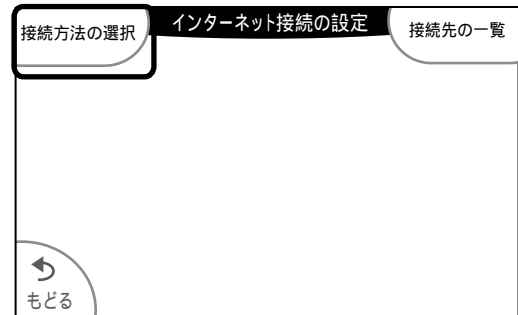 接続方法の選択
インターネット接続の設定
接続先の一覧
もどる